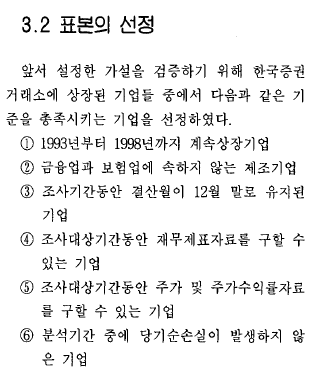 3.2 표본의 선정
앞서 설정한 가설을 검증하기 위해 한국증권
거래소에 상장된 기업들 중에서 다음과 같은 기
준을 충족시키는 기업을 선정하였다.
① 1993년부터 1998년까지 계속상장기업
② 금융업과 보험업에 속하지 않는 제조기업
③ 조사기간동안 결산월이 12월 말로 유지된
기업
④ 조사대상기간동안 재무제표자료를 구할 수
있는 기업
⑤ 조사대상기간동안 주가 및 주가수익률자료
를 구할 수 있는 기업
⑥ 분석기간 중에 당기순손실이 발생하지 않
은 기업